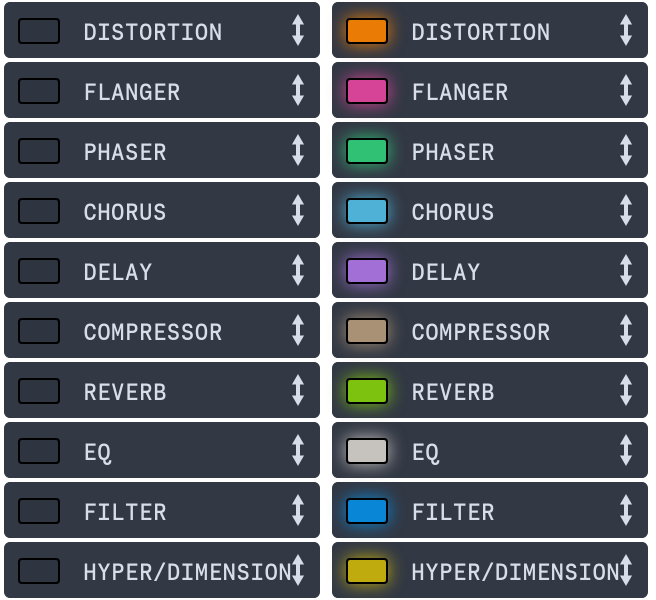 DISTORTION DISTORTION
FLANGER FLANGER
PHASER PHASER
CHORUS CHORUS
DELAY DELAY
COMPRESSOR COMPRESSOR
REVERB REVERB
EQ EQ
FILTER FILTER
HYPER/DIMENSION HYPER/DIMENSION